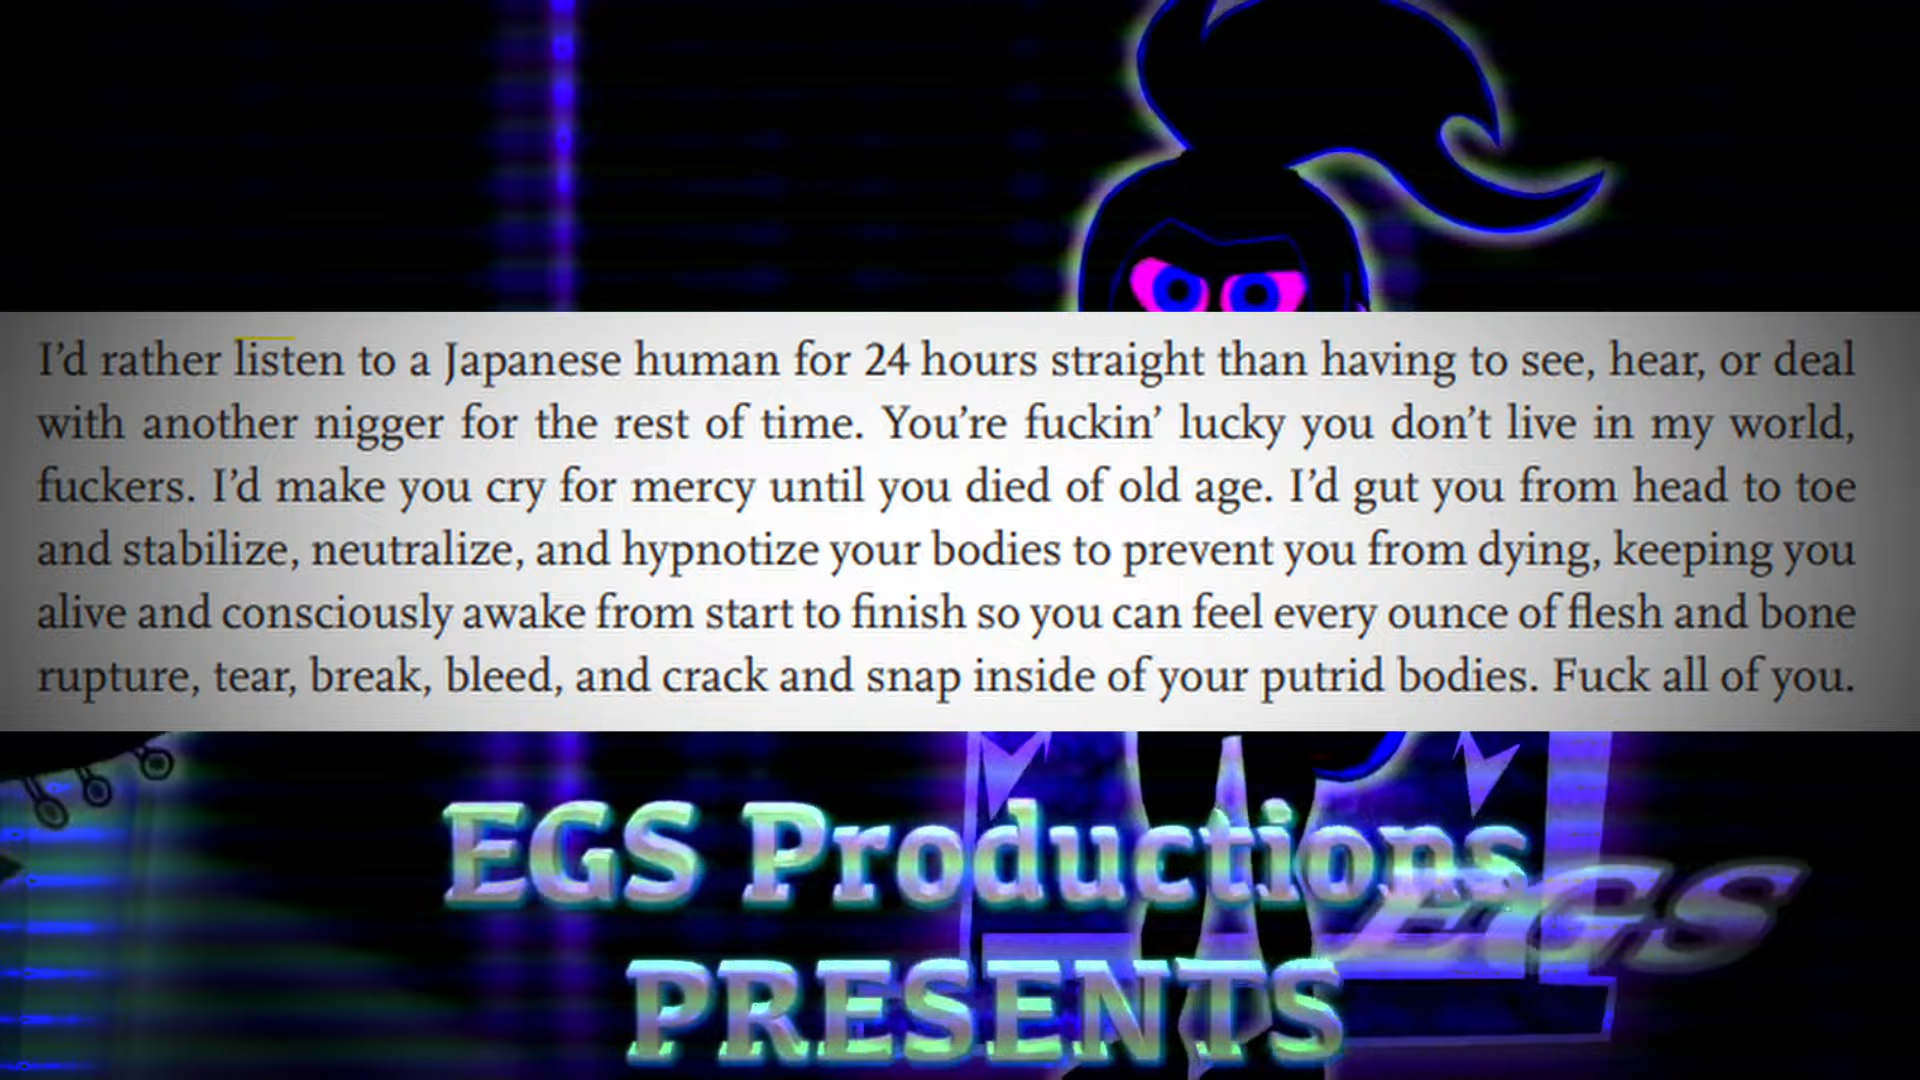 I'd rather listen to a Japanese human for 24 hours straight than having to see, hear, or deal
with another nigger for the rest of time. You're fuckin' lucky you don't live in my world,
fuckers. I'd make you cry for mercy until you died of old age. I'd gut you from head to toe
and stabilize, neutralize, and hypnotize your bodies to prevent you from dying, keeping you
alive and consciously awake from start to finish so you can feel every ounce of flesh and bone
rupture, tear, break, bleed, and crack and snap inside of your putrid bodies. Fuck all of you.
EGS Productions
EGS
PRESENTS